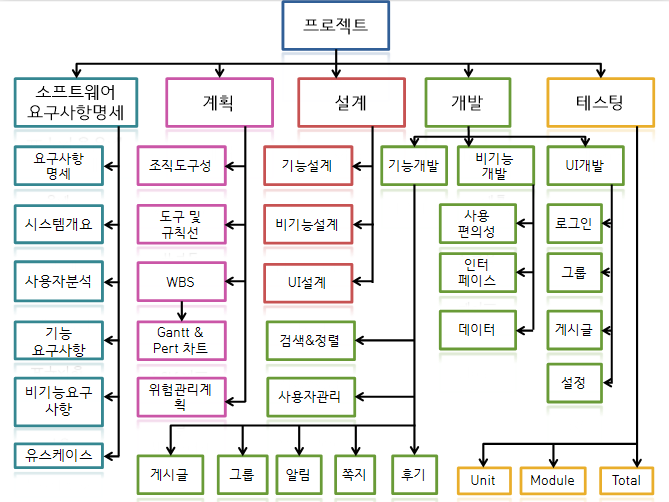 프로젝트
소프트웨어
요구사항명세
계획
설계
개발
테스팅
요구사항
명세
시스템개요
사용자분석
기능
요구사항
비기능요구
사항
유스케이스
조직도구성
도구 및
규칙선
WBS
Gantt &
Pert 차트
위험관리계
획
기능설계
비기능설계
UI설계
기능개발
비기능
개발
UI개발
사용
편의성
인터
페이스
데이터
로그인
그룹
게시글
설정
검색&정렬
사용자관리
게시글
그룹
알림
쪽지
후기
Unit
Module
Total